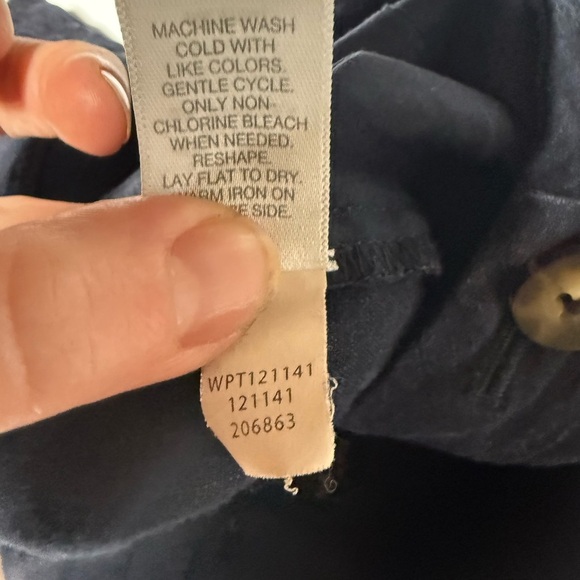 MACHINE WASH
COLD WITH
LIKE COLORS.
GENTLE CYCLE.
ONLY NON-
CHLORINE BLEACH
WHEN NEEDED.
RESHAPE.
LAY FLAT TO DRY.
IRON ON
SIDE.
WPT121141
121141
206863